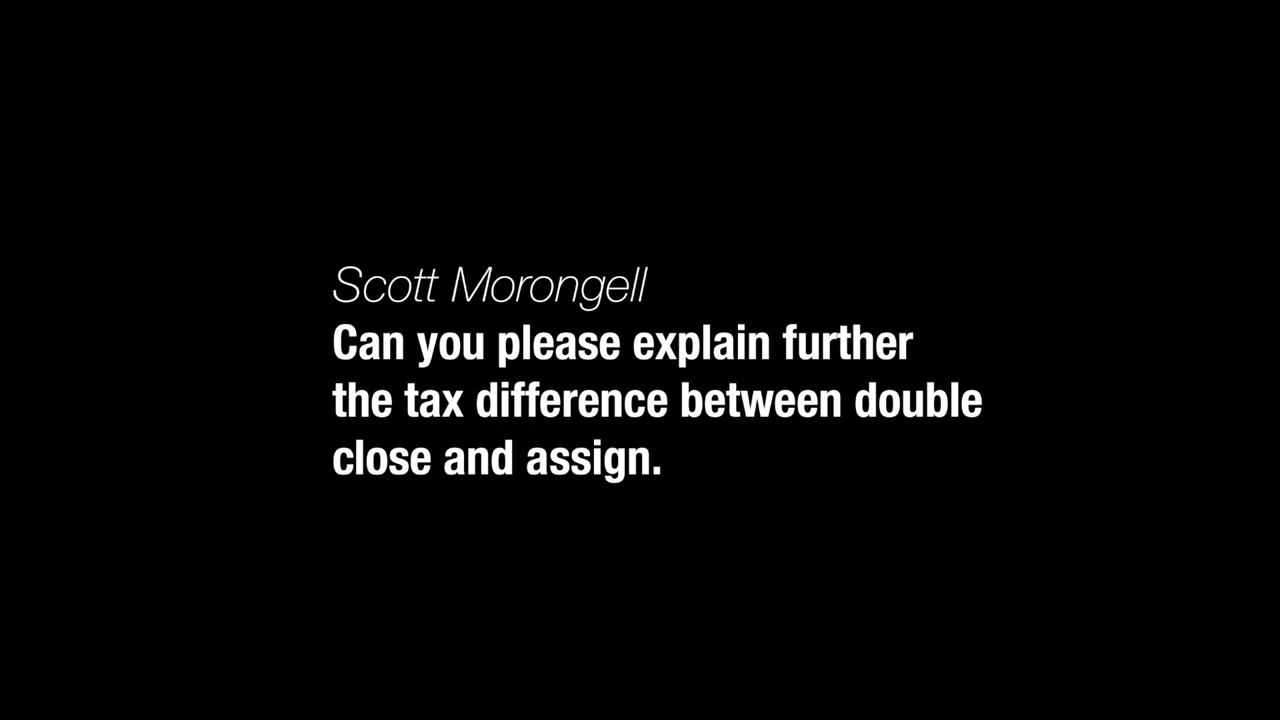 Scott Morongell
Can you please explain further
the tax difference between double
close and assign.